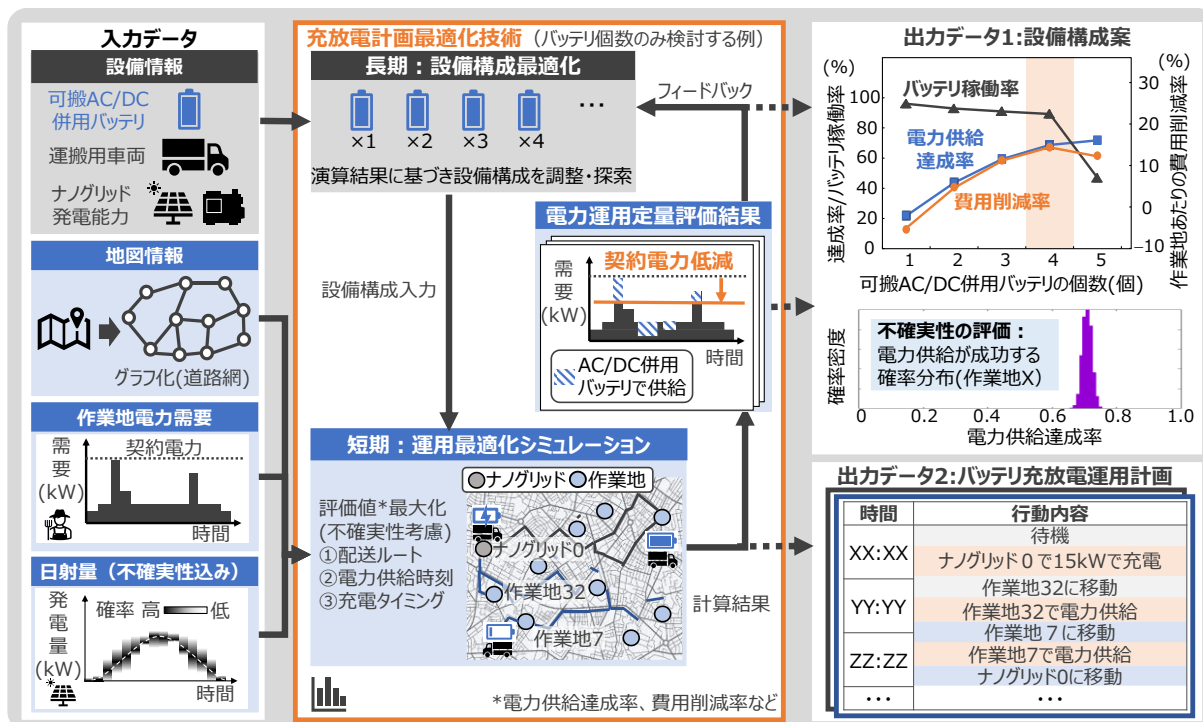 入力データ
設備情報
可搬AC/DC
併用バッテリ
運搬用車両
ナノグリッド
発電能力
地図情報
グラフ化(道路網)
作業地電力需要
需要
(kW)
契約電力
時間
日射量（不確実性込み）
発電量
(kW)
確率 高 低
時間
充放電計画最適化技術（バッテリ個数のみ検討する例）
長期：設備構成最適化
×1 ×2 ×3 ×4 …
演算結果に基づき設備構成を調整・探索
フィードバック
設備構成入力
電力運用定量評価結果
需要
(kW)
契約電力低減
時間
AC/DC併用
バッテリで供給
短期：運用最適化シミュレーション
評価値*最大化
(不確実性考慮)
①配送ルート
②電力供給時刻
③充電タイミング
ナノグリッド 作業地
ナノグリッド0
作業地32
作業地7
計算結果
*電力供給達成率、費用削減率など
出力データ1:設備構成案
(%)
達成率/バッテリ稼働率
100
80
60
40
20
0
バッテリ稼働率
電力供給
達成率
費用削減率
(%)
30
20
10
0
−10
作業地あたりの費用削減率
1 2 3 4 5
可搬AC/DC併用バッテリの個数(個)
確率密度
不確実性の評価：
電力供給が成功する
確率分布(作業地X)
0 0.2 0.4 0.6 0.8 1.0
電力供給達成率
出力データ2:バッテリ充放電運用計画
時間 行動内容
XX:XX 待機
ナノグリッド０で15kWで充電
YY:YY 作業地32に移動
作業地32で電力供給
作業地７に移動
ZZ:ZZ 作業地7で電力供給
ナノグリッド0に移動
… …